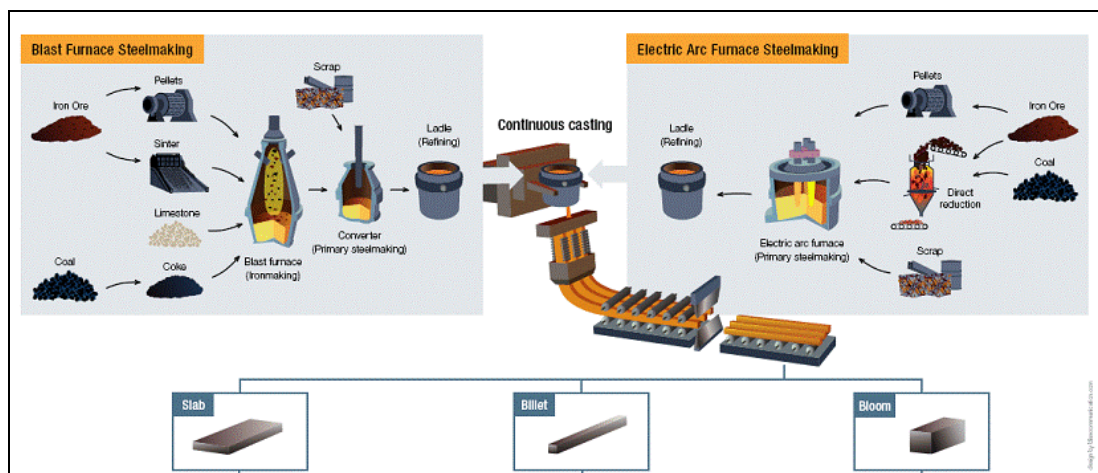 Blast Furnace Steelmaking
Pellets
Iron Ore
Sinter
Limestone
Coal
Coke
Blast furnace
(Ironmaking)
Scrap
Converter
(Primary steelmaking)
Ladle
(Refining)
Continuous casting
Electric Arc Furnace Steelmaking
Ladle
(Refining)
Pellets
Iron Ore
Coal
Direct
reduction
Electric arc furnace
(Primary steelmaking)
Scrap
Slab
Billet
Bloom